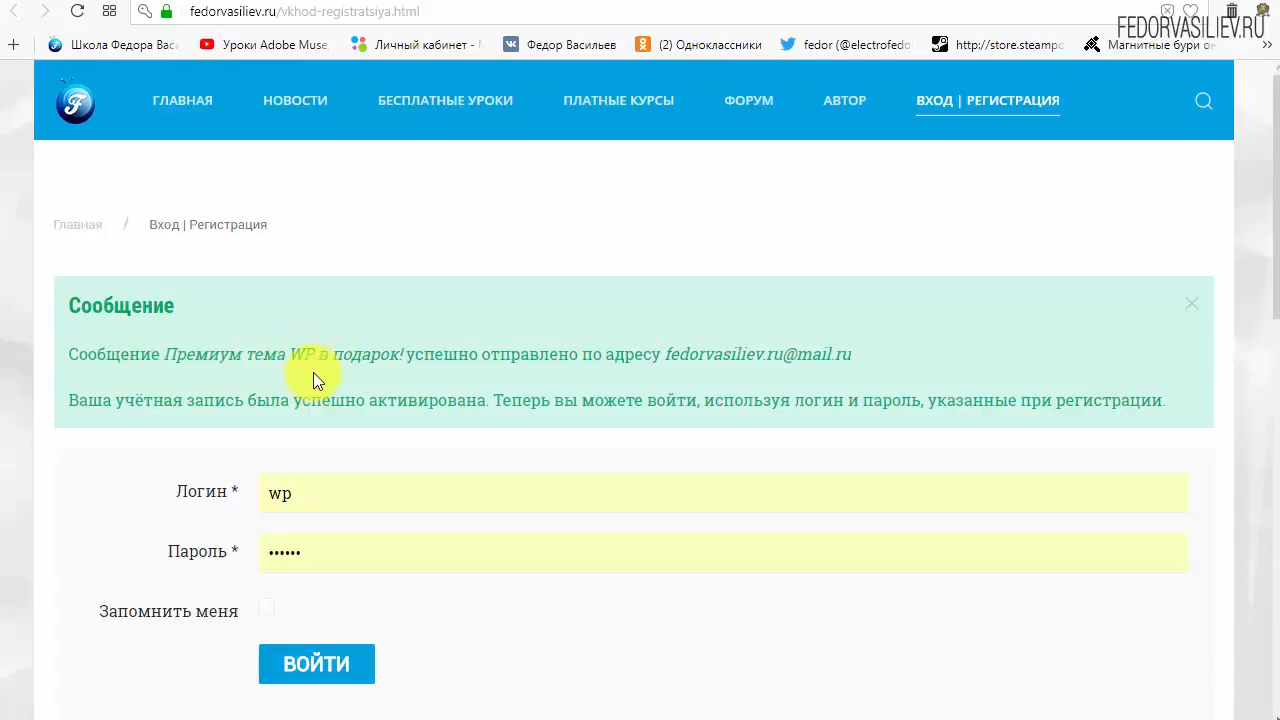 fedorvasiliev.ru/vkhod-registratsiya.html
FEDORVASILIEV.RU
Школа Федора Васи
Уроки Adobe Muse,
Личный кабинет -
Федор Васильев
(2) Одноклассники
fedor (@electrofedo
http://store.steampo
Магнитные бури он
ГЛАВНАЯ
НОВОСТИ
БЕСПЛАТНЫЕ УРОКИ
ПЛАТНЫЕ КУРСЫ
ФОРУМ
АВТОР
ВХОД | РЕГИСТРАЦИЯ
Главная / Вход | Регистрация
Сообщение
Сообщение Премиум тема WP в подарок! успешно отправлено по адресу fedorvasiliev.ru@mail.ru
Ваша учётная запись была успешно активирована. Теперь вы можете войти, используя логин и пароль, указанные при регистрации.
Логин *
wp
Пароль *
••••••
Запомнить меня
ВОЙТИ